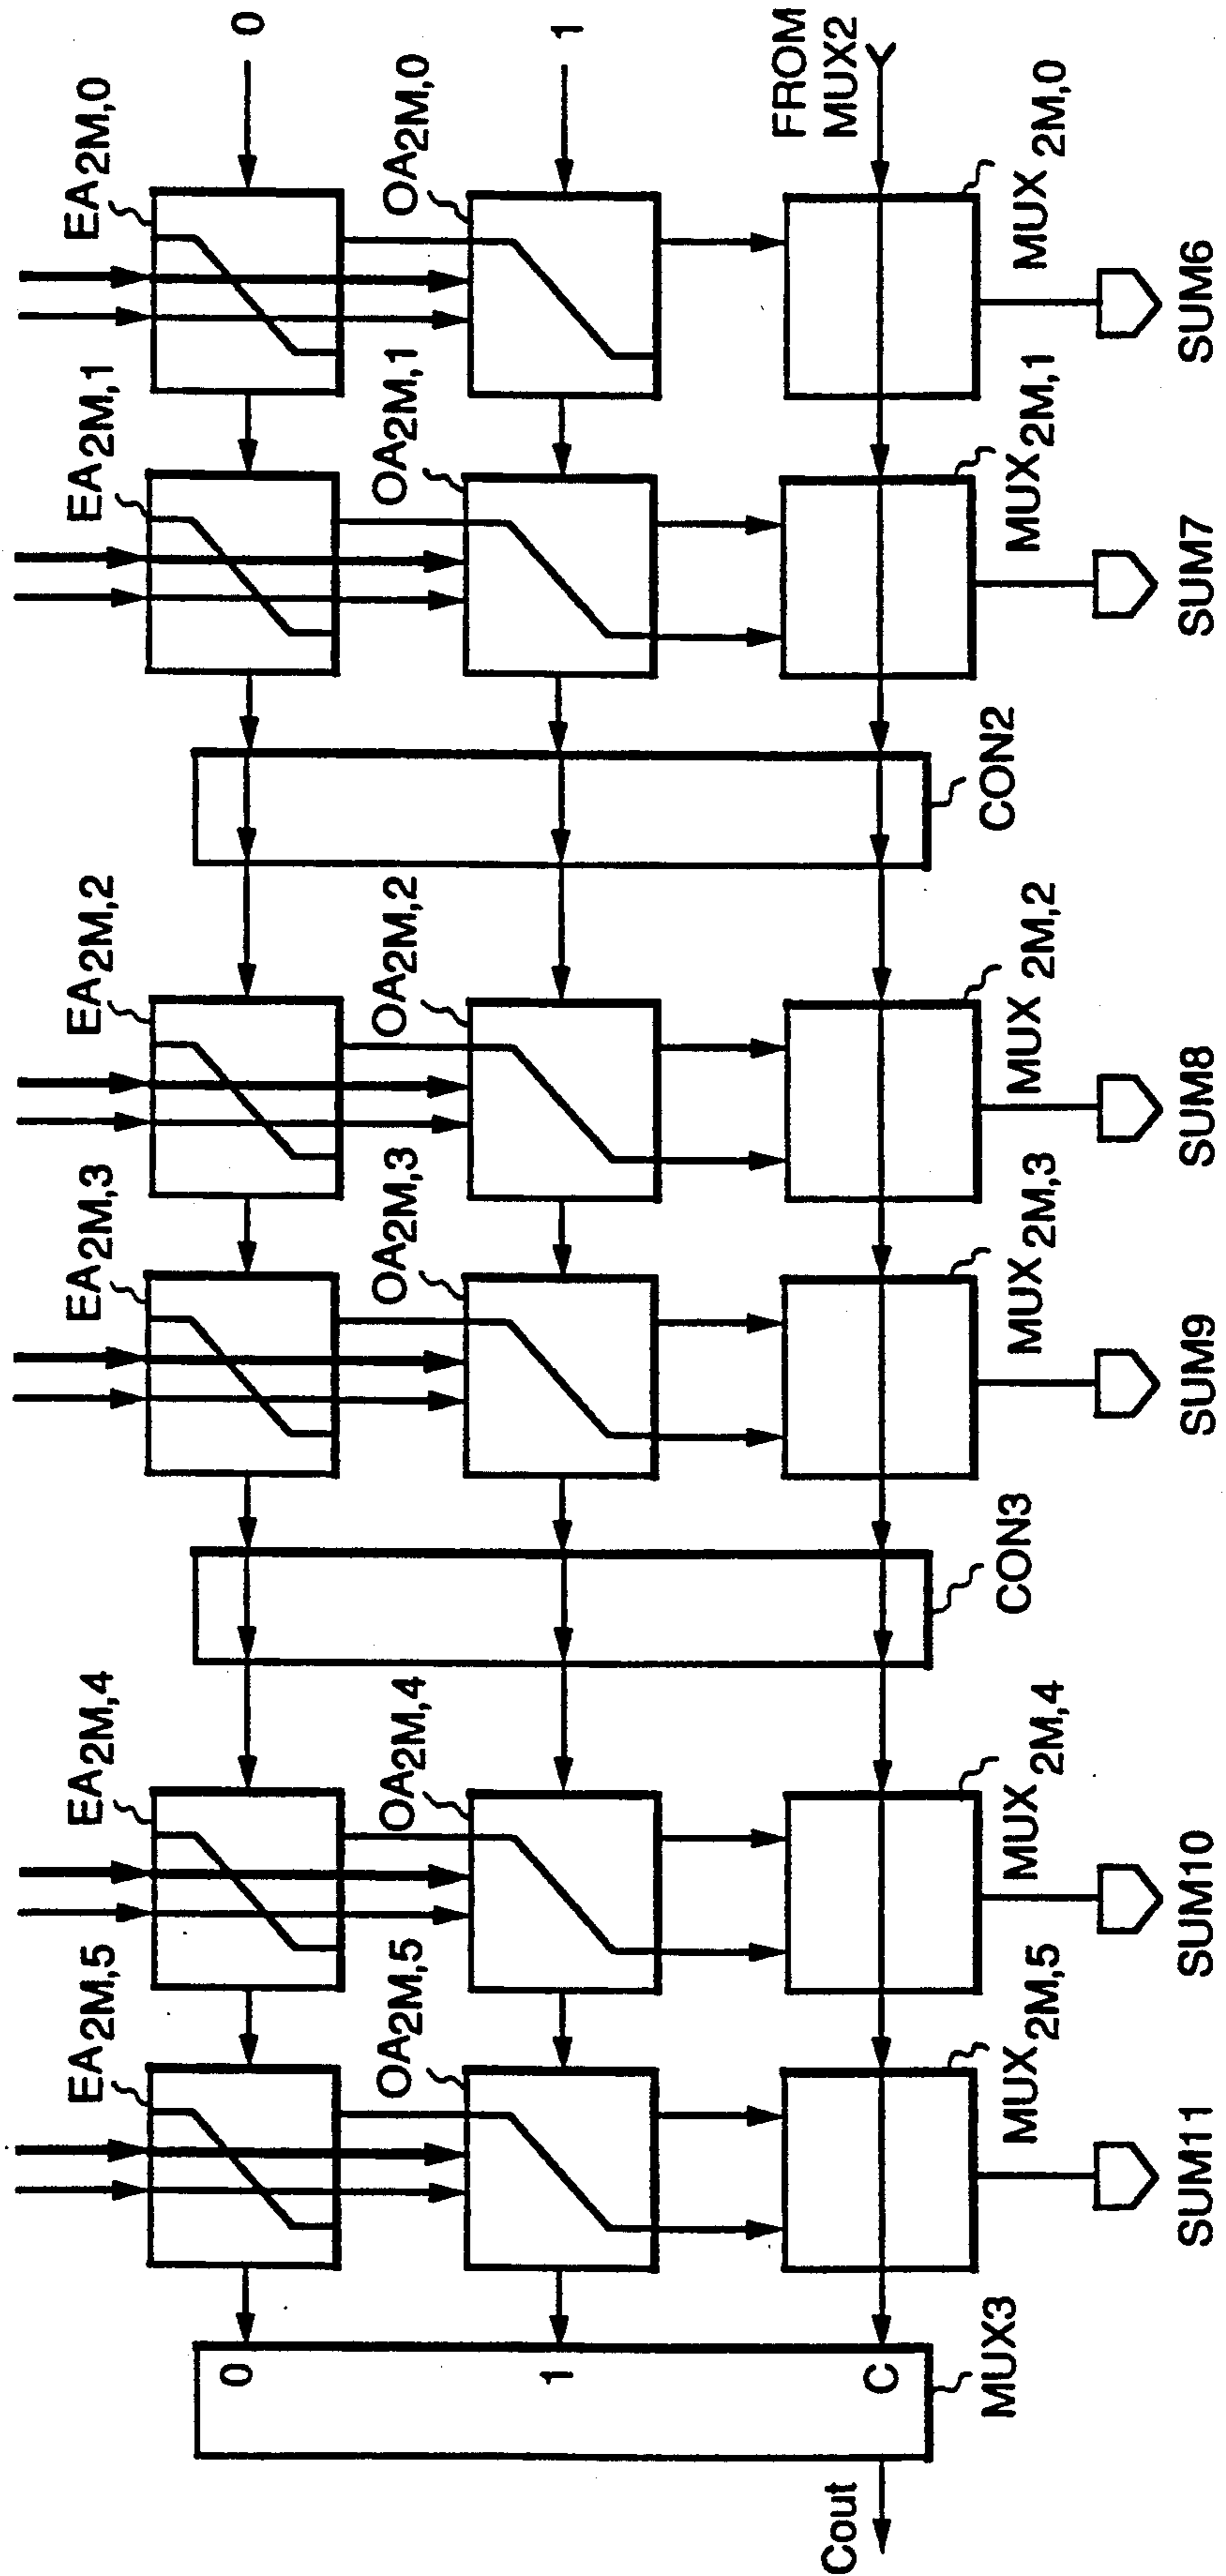 0
EA2M,0
EA2M,1
EA2M,2
EA2M,3
EA2M,4
EA2M,5
0
1
OA2M,0
OA2M,1
OA2M,2
OA2M,3
OA2M,4
OA2M,5
1
FROM
MUX2
C
Cout
MUX2M,0
MUX2M,1
CON2
MUX2M,2
MUX2M,3
CON3
MUX2M,4
MUX2M,5
MUX3
SUM6
SUM7
SUM8
SUM9
SUM10
SUM11